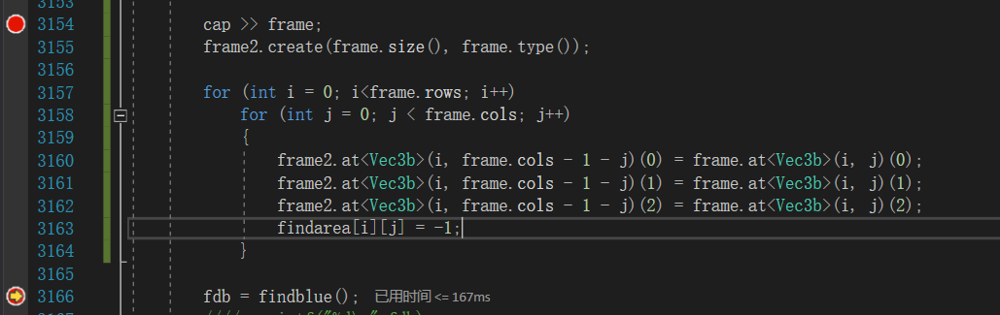 3153
3154 cap >> frame;
3155 frame2.create(frame.size(), frame.type());
3156
3157 for (int i = 0; i<frame.rows; i++)
3158 for (int j = 0; j < frame.cols; j++)
3159 {
3160 frame2.at<Vec3b>(i, frame.cols - 1 - j)(0) = frame.at<Vec3b>(i, j)(0);
3161 frame2.at<Vec3b>(i, frame.cols - 1 - j)(1) = frame.at<Vec3b>(i, j)(1);
3162 frame2.at<Vec3b>(i, frame.cols - 1 - j)(2) = frame.at<Vec3b>(i, j)(2);
3163 findarea[i][j] = -1;
3164 }
3165
3166 fdb = findblue(); 已用时间 <= 167ms